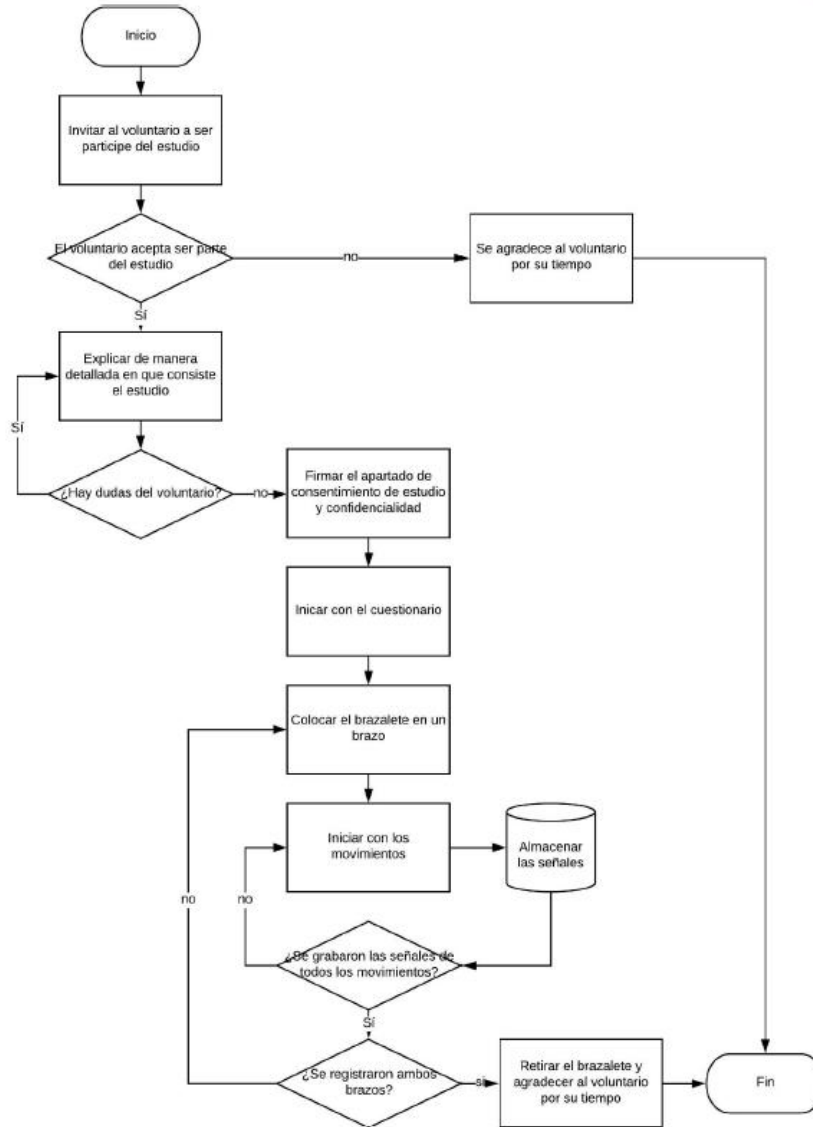 Inicio
Invitar al voluntario a ser
participe del estudio
El voluntario acepta ser parte
del estudio
no
Se agradece al voluntario
por su tiempo
Sí
Explicar de manera
detallada en que consiste
el estudio
Sí
¿Hay dudas del voluntario?
no
Firmar el apartado de
consentimiento de estudio
y confidencialidad
Inicar con el cuestionario
Colocar el brazalete en un
brazo
Iniciar con los
movimientos
Almacenar
las señales
no
no
¿Se grabaron las señales de
todos los movimientos?
Sí
¿Se registraron ambos
brazos?
si
Retirar el brazalete y
agradecer al voluntario
por su tiempo
Fin